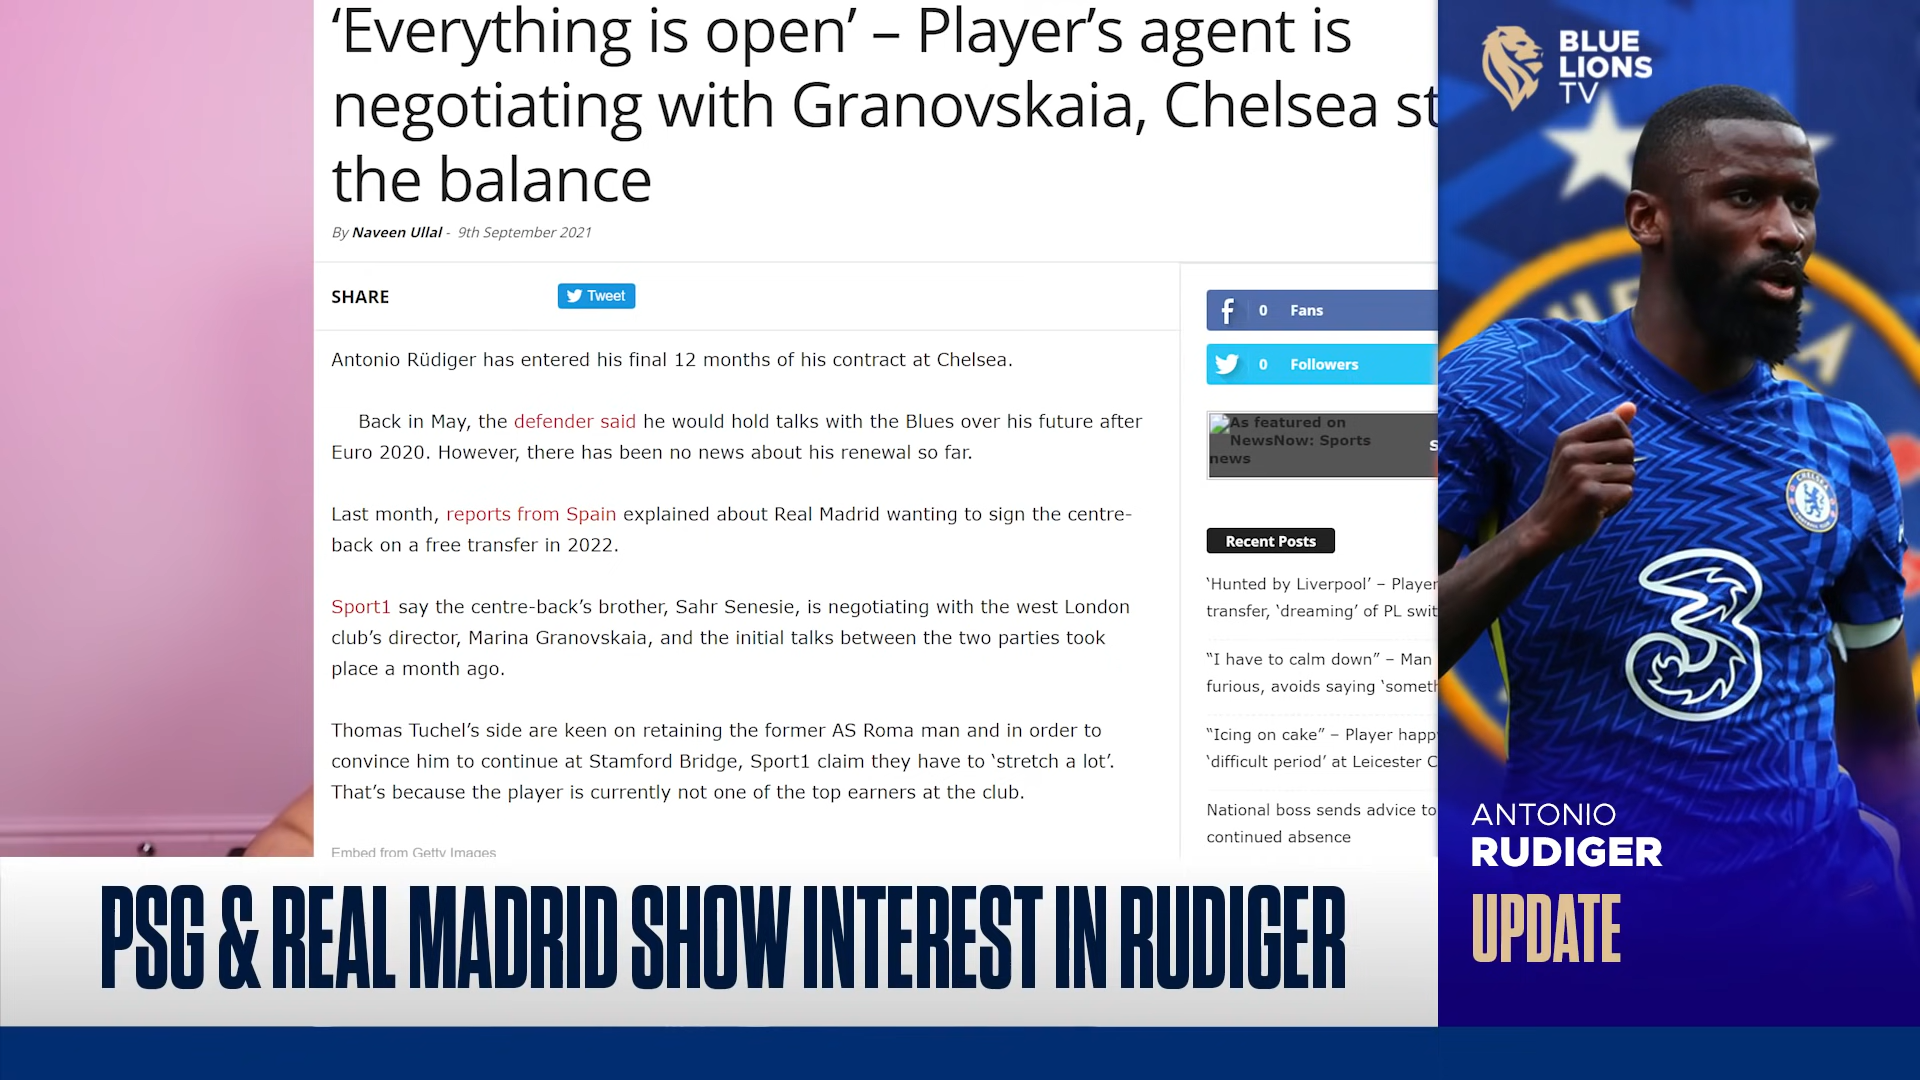 ‘Everything is open’ – Player’s agent is
negotiating with Granovskaia, Chelsea st
the balance
By Naveen Ullal - 9th September 2021
SHARE
Tweet
Antonio Rüdiger has entered his final 12 months of his contract at Chelsea.
Back in May, the defender said he would hold talks with the Blues over his future after
Euro 2020. However, there has been no news about his renewal so far.
Last month, reports from Spain explained about Real Madrid wanting to sign the centre-
back on a free transfer in 2022.
Sport1 say the centre-back’s brother, Sahr Senesie, is negotiating with the west London
club’s director, Marina Granovskaia, and the initial talks between the two parties took
place a month ago.
Thomas Tuchel’s side are keen on retaining the former AS Roma man and in order to
convince him to continue at Stamford Bridge, Sport1 claim they have to ‘stretch a lot’.
That’s because the player is currently not one of the top earners at the club.
Embed from Getty Images
0 Fans
0 Followers
As featured on
NewsNow: Sports
news
S
Recent Posts
‘Hunted by Liverpool’ – Player
transfer, ‘dreaming’ of PL swit
“I have to calm down” – Man
furious, avoids saying ‘someth
“Icing on cake” – Player happ
‘difficult period’ at Leicester C
National boss sends advice to
continued absence
BLUE
LIONS
TV
3
ANTONIO
RUDIGER
UPDATE
PSG & REAL MADRID SHOW INTEREST IN RUDIGER